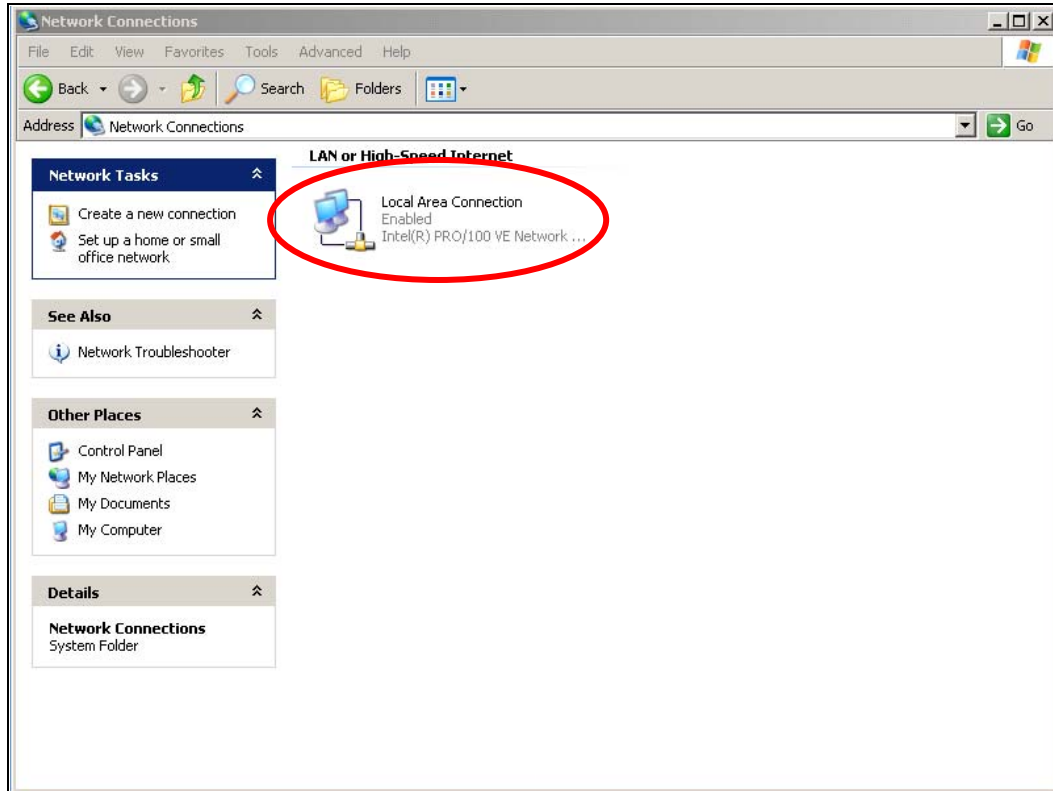 Network Connections
File Edit View Favorites Tools Advanced Help
Back Search Folders
Address Network Connections Go
Network Tasks
Create a new connection
Set up a home or small
office network
See Also
Network Troubleshooter
Other Places
Control Panel
My Network Places
My Documents
My Computer
Details
Network Connections
System Folder
LAN or High-Speed Internet
Local Area Connection
Enabled
Intel(R) PRO/100 VE Network ...